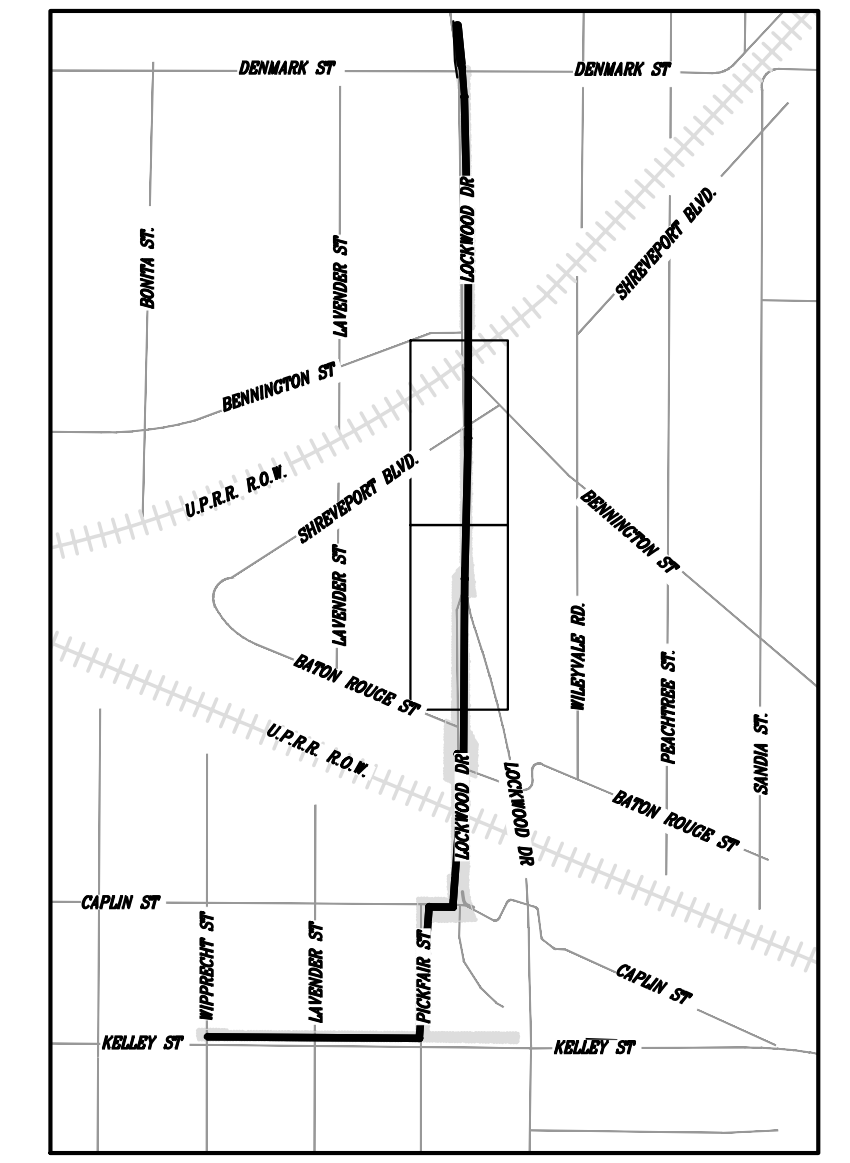 DENMARK ST
DENMARK ST
LOCKWOOD DR
SHREVEPORT BLVD.
BONITA ST.
LAVENDER ST
BENNINGTON ST
U.P.R.R. R.O.W.
SHREVEPORT BLVD.
BENNINGTON ST
LAVENDER ST
WILEYVALE RD.
BATON ROUGE ST
PEACHTREE ST.
SANDIA ST.
U.P.R.R. R.O.W.
LOCKWOOD DR
LOCKWOOD DR
BATON ROUGE ST
CAPLIN ST
WIPPRECHT ST
LAVENDER ST
PICKFAIR ST
CAPLIN ST
KELLEY ST
KELLEY ST